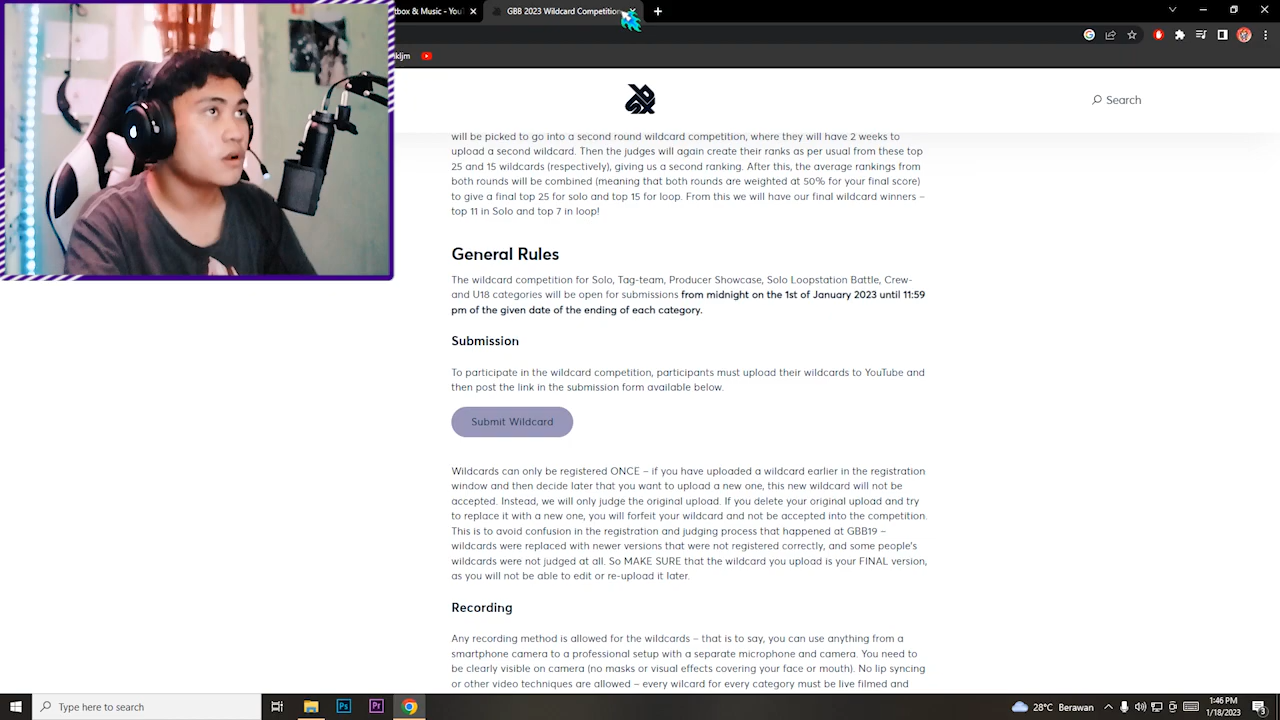 tbox & Music - You
GBB 2023 Wildcard Competition
ikljm
Search
will be picked to go into a second round wildcard competition, where they will have 2 weeks to
upload a second wildcard. Then the judges will again create their ranks as per usual from these top
25 and 15 wildcards (respectively), giving us a second ranking. After this, the average rankings from
both rounds will be combined (meaning that both rounds are weighted at 50% for your final score)
to give a final top 25 for solo and top 15 for loop. From this we will have our final wildcard winners –
top 11 in Solo and top 7 in loop!
General Rules
The wildcard competition for Solo, Tag-team, Producer Showcase, Solo Loopstation Battle, Crew-
and U18 categories will be open for submissions from midnight on the 1st of January 2023 until 11:59
pm of the given date of the ending of each category.
Submission
To participate in the wildcard competition, participants must upload their wildcards to YouTube and
then post the link in the submission form available below.
Submit Wildcard
Wildcards can only be registered ONCE – if you have uploaded a wildcard earlier in the registration
window and then decide later that you want to upload a new one, this new wildcard will not be
accepted. Instead, we will only judge the original upload. If you delete your original upload and try
to replace it with a new one, you will forfeit your wildcard and not be accepted into the competition.
This is to avoid confusion in the registration and judging process that happened at GBB19 –
wildcards were replaced with newer versions that were not registered correctly, and some people's
wildcards were not judged at all. So MAKE SURE that the wildcard you upload is your FINAL version,
as you will not be able to edit or re-upload it later.
Recording
Any recording method is allowed for the wildcards – that is to say, you can use anything from a
smartphone camera to a professional setup with a separate microphone and camera. You need to
be clearly visible on camera (no masks or visual effects covering your face or mouth). No lip syncing
or other video techniques are allowed – every wilcard for every category must be live filmed and
Type here to search
Ps
Pr
28°C Berawan
1:46 PM
1/18/2023